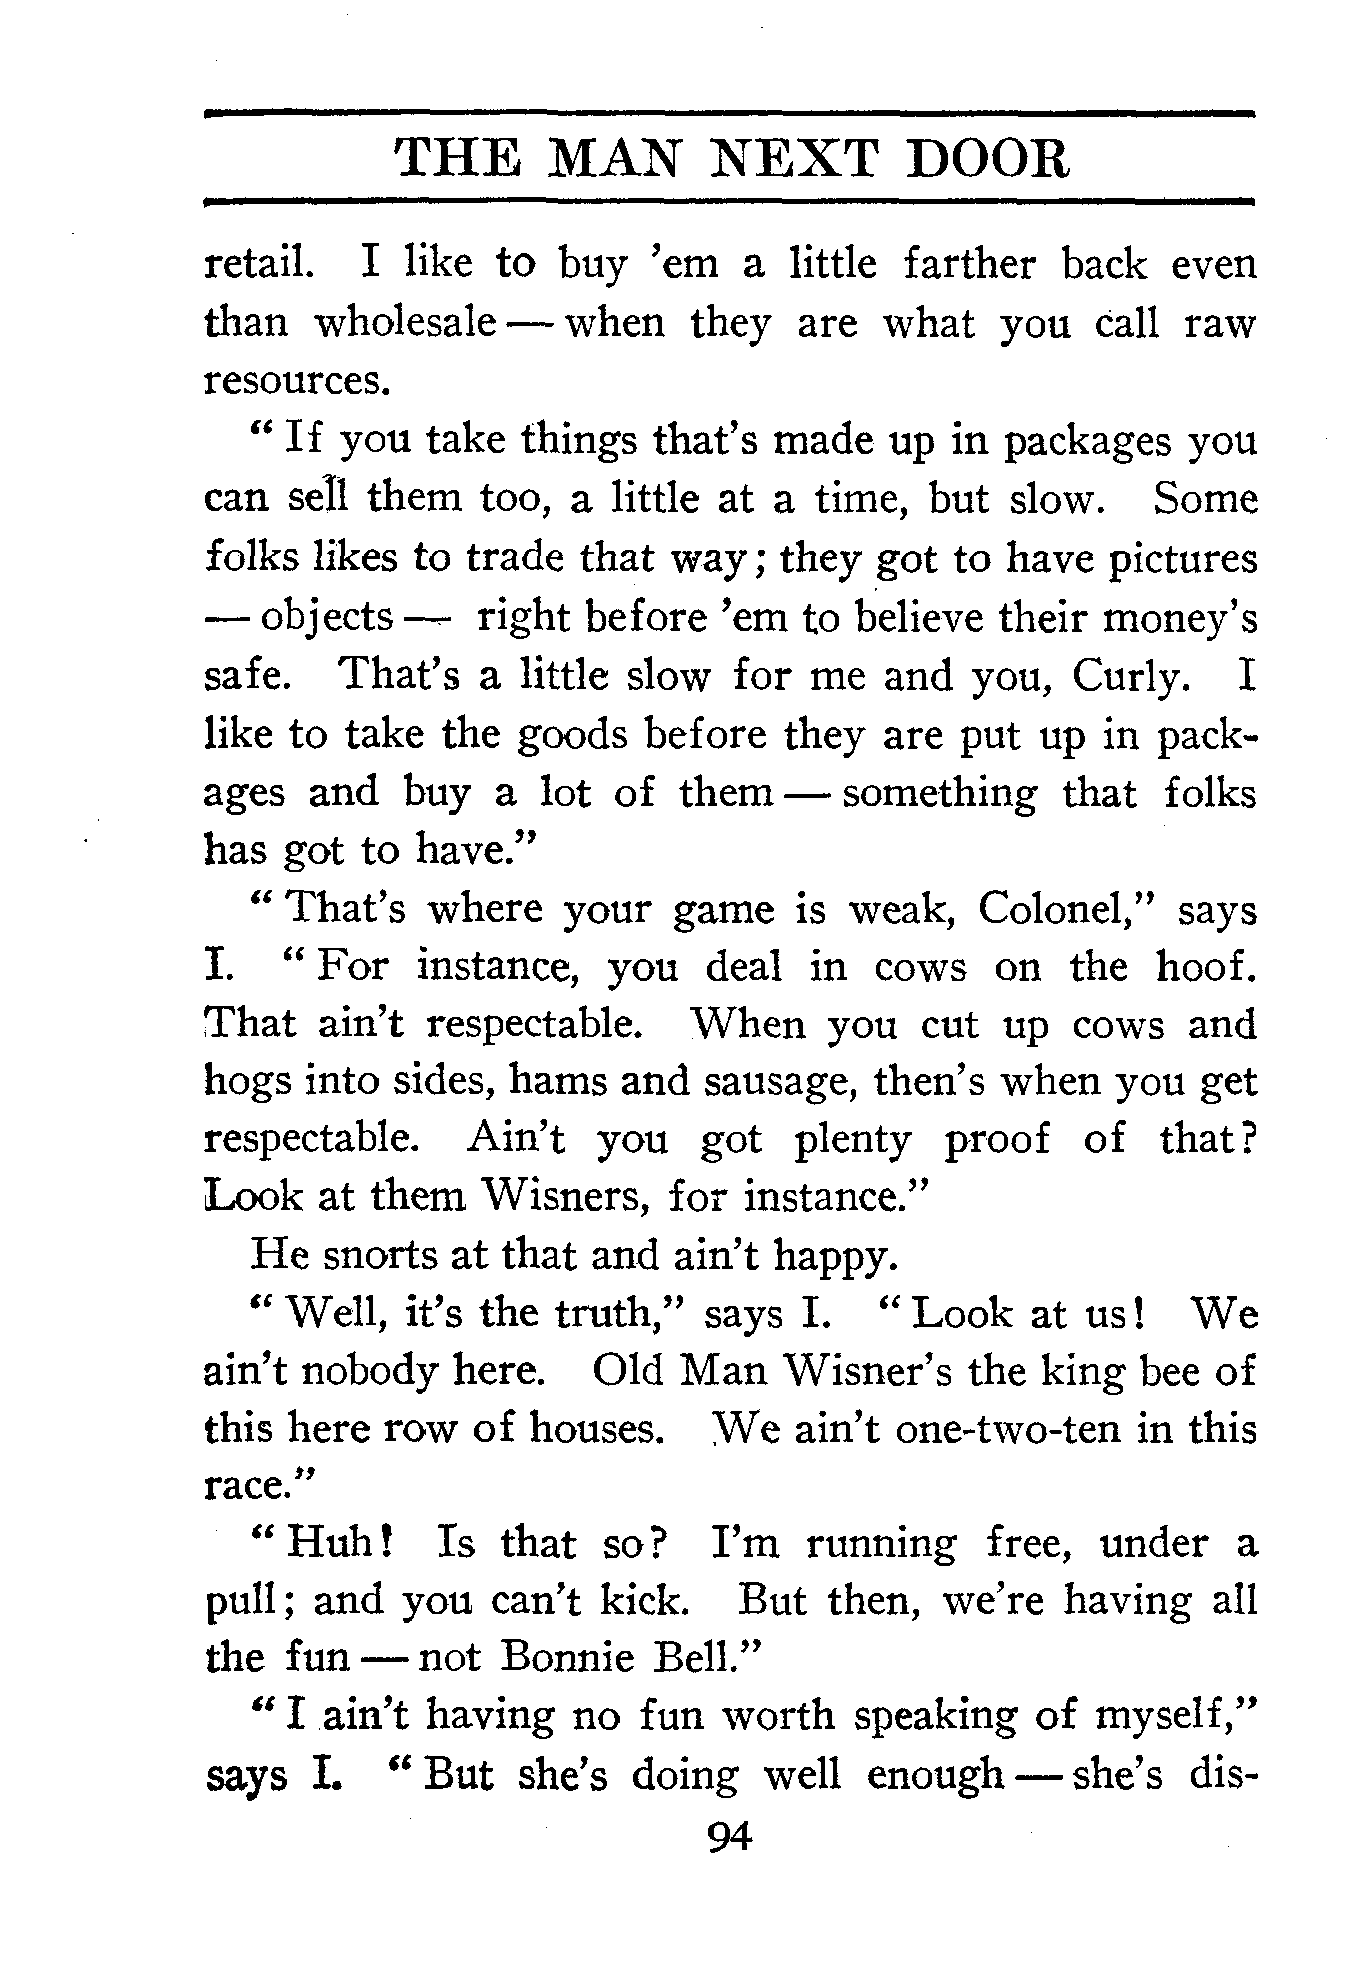 THE MAN NEXT DOOR
retail. I like to buy 'em a little farther back even
than wholesale — when they are what you call raw
resources.
" If you take things that's made up in packages you
can sell them too, a little at a time, but slow. Some
folks likes to trade that way; they got to have pictures
— objects — right before 'em to believe their money's
safe. That's a little slow for me and you, Curly. I
like to take the goods before they are put up in pack-
ages and buy a lot of them — something that folks
has got to have."
" That's where your game is weak, Colonel," says
I. " For instance, you deal in cows on the hoof.
That ain't respectable. When you cut up cows and
hogs into sides, hams and sausage, then's when you get
respectable. Ain't you got plenty proof of that?
Look at them Wisners, for instance."
He snorts at that and ain't happy.
" Well, it's the truth," says I. " Look at us! We
ain't nobody here. Old Man Wisner's the king bee of
this here row of houses. We ain't one-two-ten in this
race."
" Huh! Is that so? I'm running free, under a
pull; and you can't kick. But then, we're having all
the fun — not Bonnie Bell."
" I ain't having no fun worth speaking of myself,"
says I. " But she's doing well enough — she's dis-
94